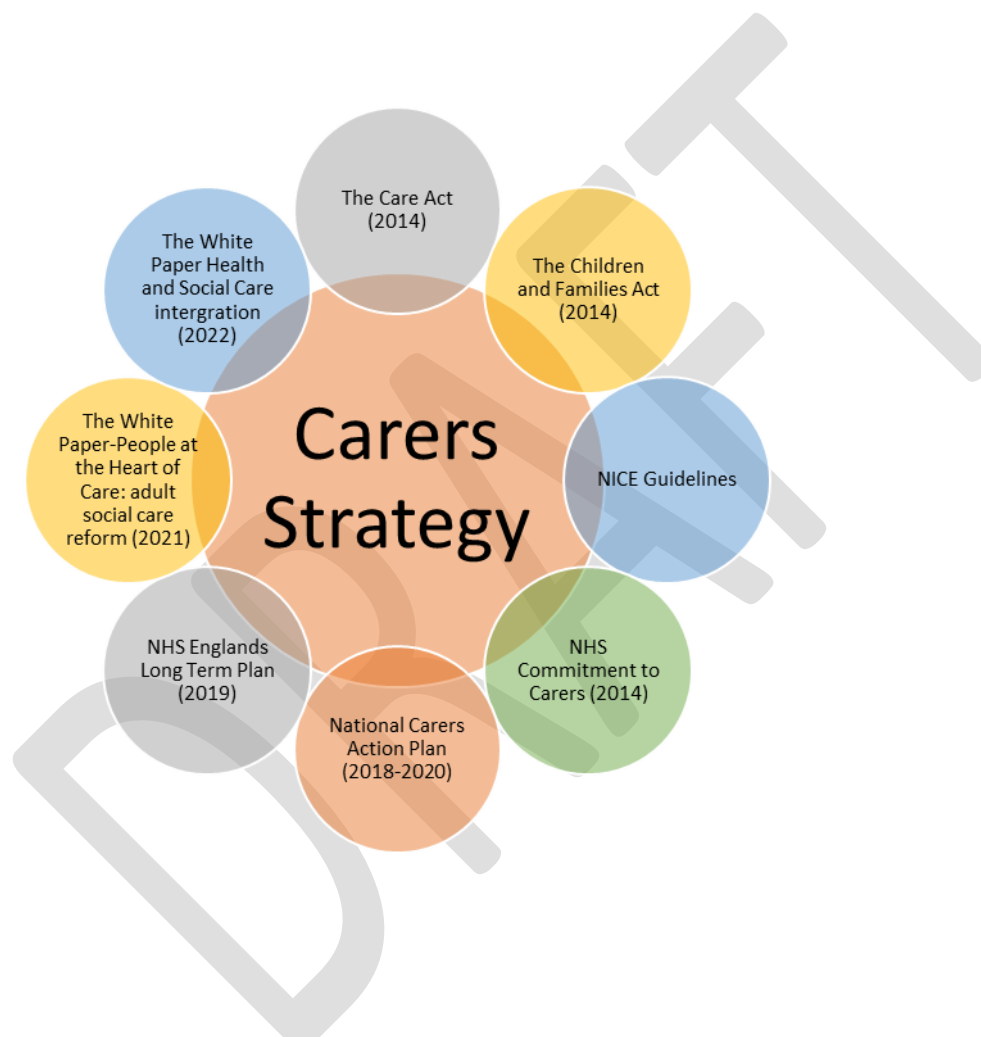 The Care Act
(2014)
The Children
and Families Act
(2014)
NICE Guidelines
NHS
Commitment to
Carers (2014)
National Carers
Action Plan
(2018-2020)
NHS Englands
Long Term Plan
(2019)
The White
Paper-People at
the Heart of
Care: adult
social care
reform (2021)
The White
Paper Health
and Social Care
intergration
(2022)
Carers
Strategy
DRAFT